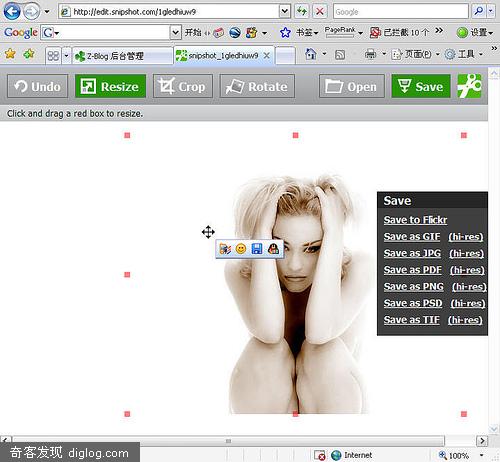 http://edit.snipshot.com/1gledhiuw9
Google
Google
G
开始
书签
PageRank
已拦截 10 个
设置
Z-Blog 后台管理
snipshot_1gledhiuw9
页面(P)
工具
Undo
Resize
Crop
Rotate
Open
Save
Click and drag a red box to resize.
Save
Save to Flickr
Save as GIF (hi-res)
Save as JPG (hi-res)
Save as PDF (hi-res)
Save as PNG (hi-res)
Save as PSD (hi-res)
Save as TIF (hi-res)
奇客发现 diglog.com
Internet
100%